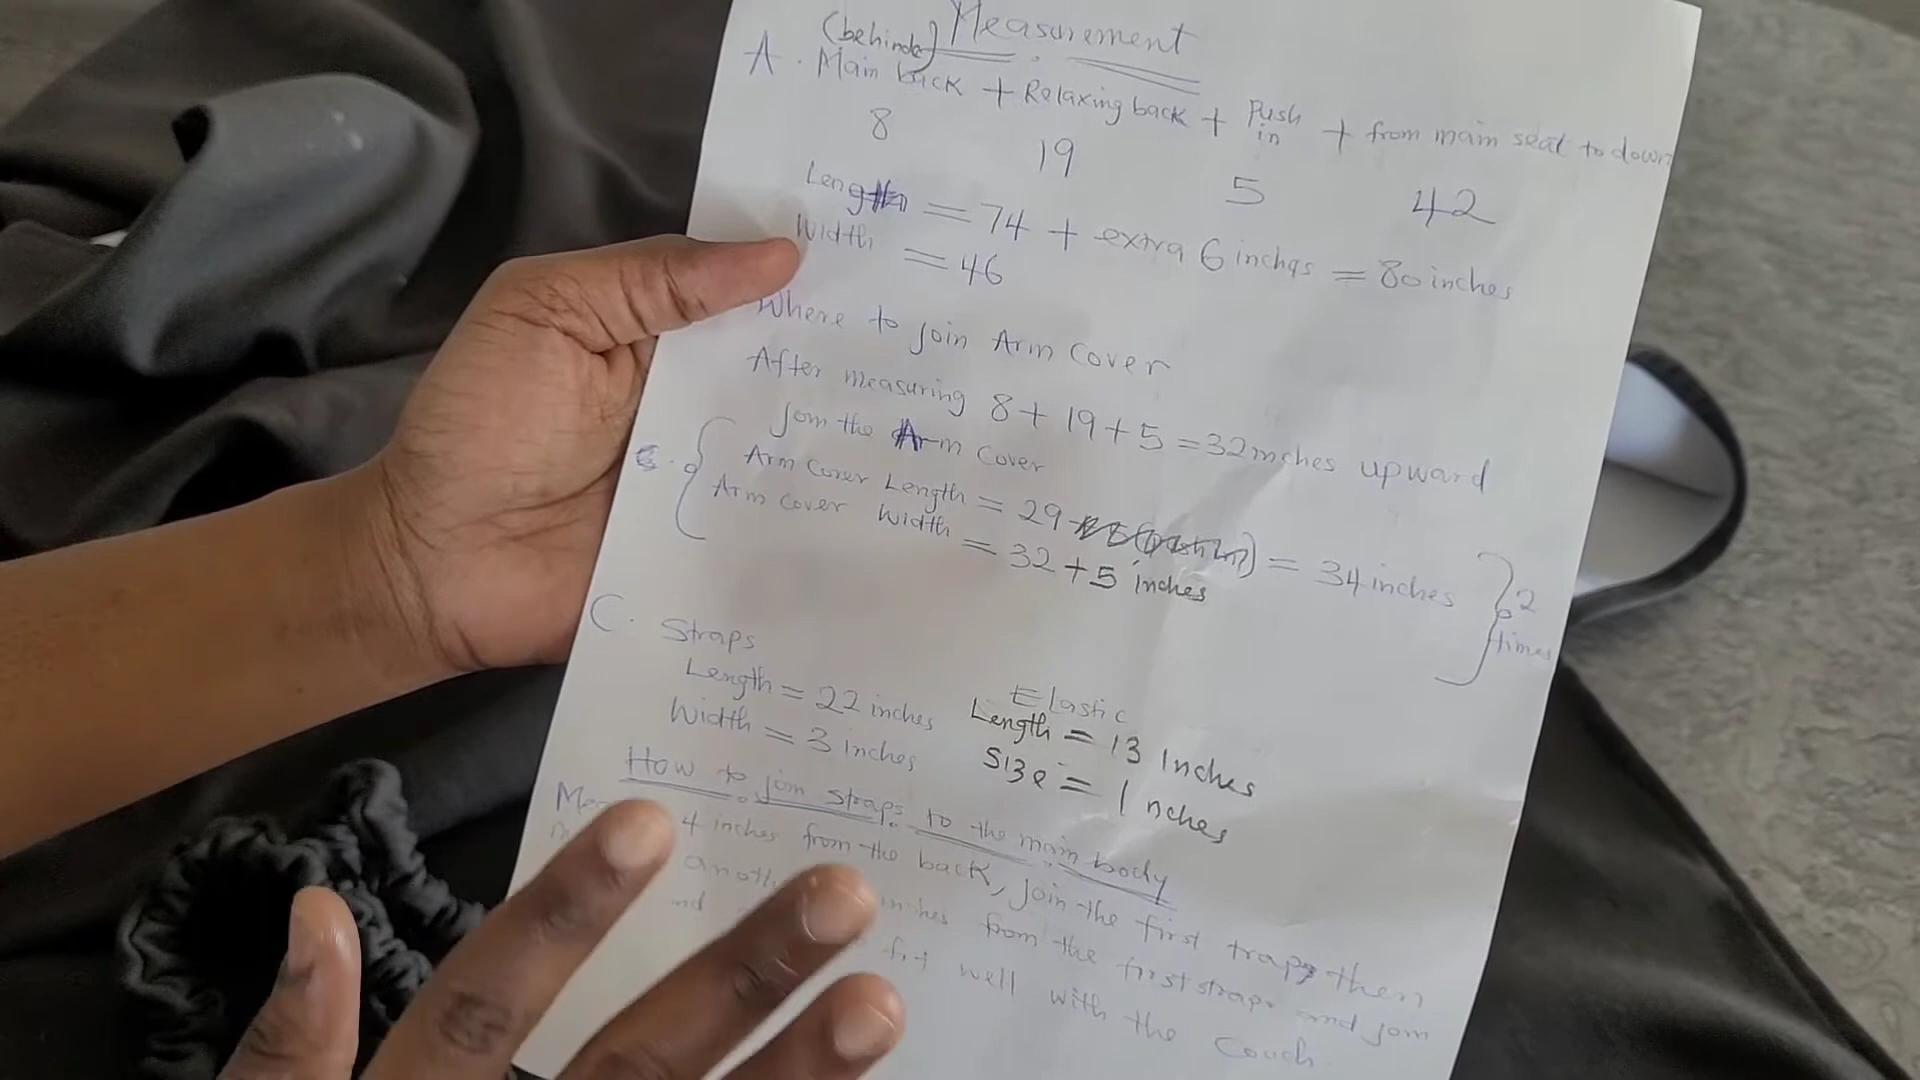 Measurement
(behind)
A. Main back + Relaxing back + Push in + from main seat to down
8 19 5 42
Length = 74 + extra 6 inches = 80 inches
Width = 46
Where to join Arm Cover
After measuring 8 + 19 + 5 = 32 inches upward
Join the Arm Cover
Arm Cover Length = 29 = 34 inches
Arm Cover Width = 32 + 5 inches
2 times
C. Straps
Length = 22 inches
Width = 3 inches
Elastic
Length = 13 Inches
Size = 1 nches
How to join straps to the main body
4 inches from the back, join the first traps then
inches from the first straps and join
fit well with the Couch.